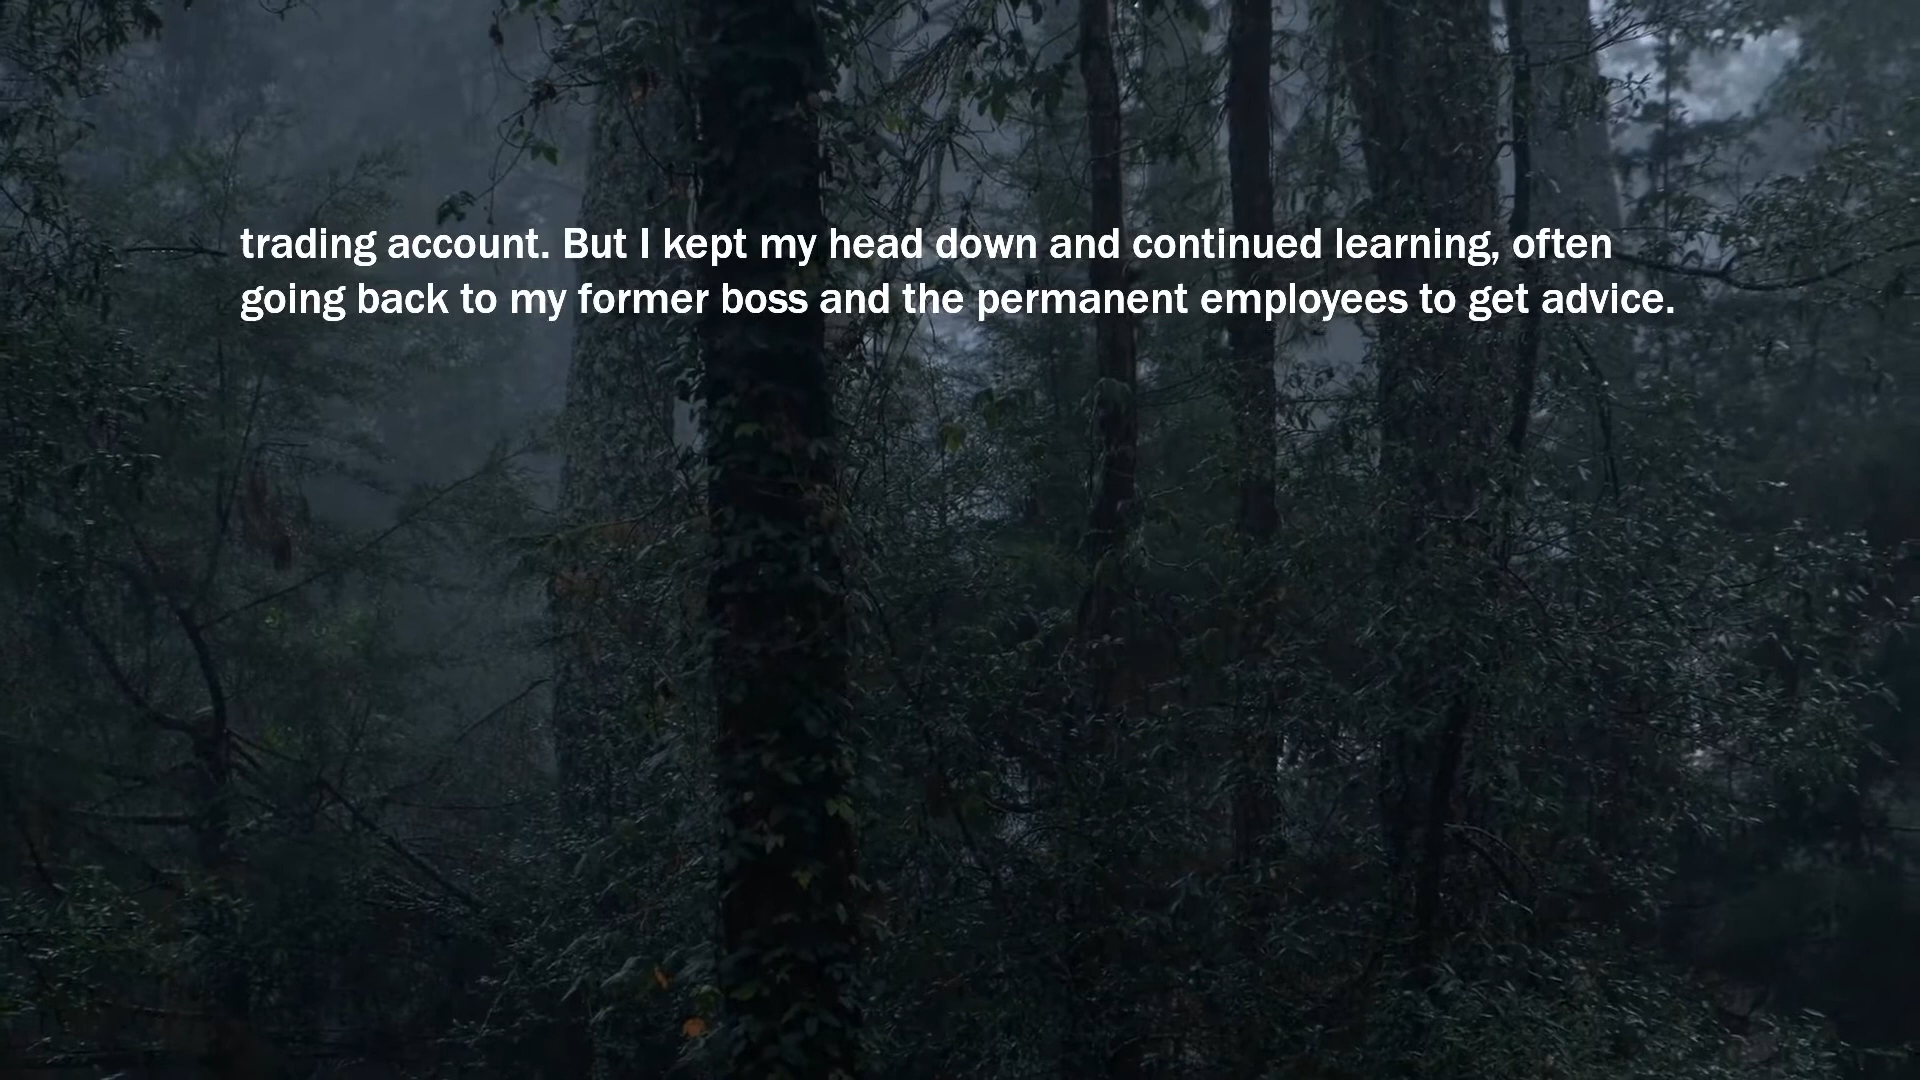 trading account. But I kept my head down and continued learning, often
going back to my former boss and the permanent employees to get advice.